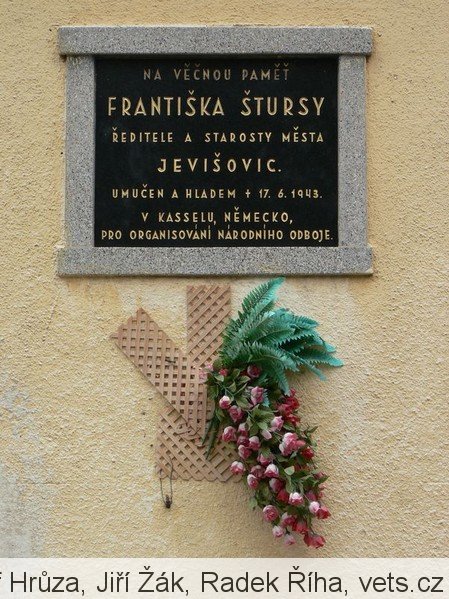 NA VĚČNOU PAMĚŤ
FRANTIŠKA ŠTURSY
ŘEDITELE A STAROSTY MĚSTA
JEVIŠOVIC.
UMUČEN A HLADEM † 17. 6. 1943.
V KASSELU, NĚMECKO,
PRO ORGANISOVÁNÍ NÁRODNÍHO ODBOJE.
Hrůza, Jiří Žák, Radek Říha, vets.cz